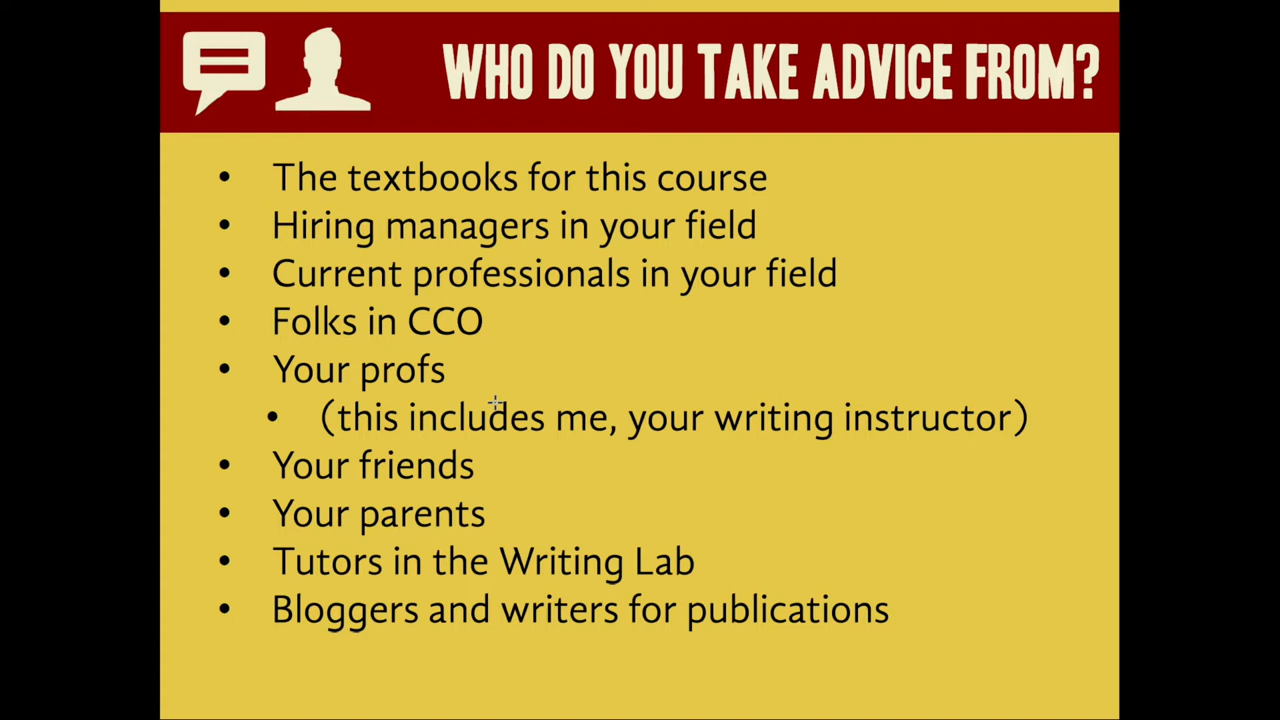 WHO DO YOU TAKE ADVICE FROM?
• The textbooks for this course
• Hiring managers in your field
• Current professionals in your field
• Folks in CCO
• Your profs
• (this includes me, your writing instructor)
• Your friends
• Your parents
• Tutors in the Writing Lab
• Bloggers and writers for publications